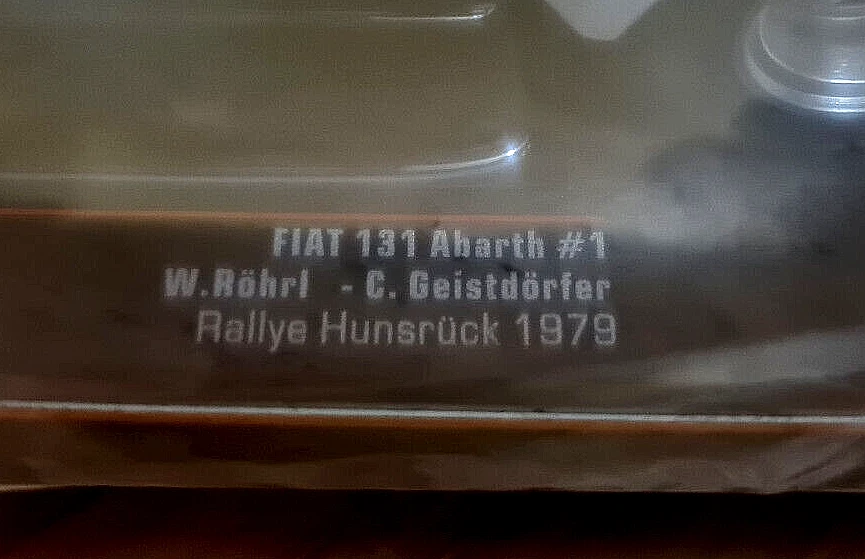 FIAT 131 Abarth #1
W.Röhrl - C. Geistdörfer
Rallye Hunsrück 1979